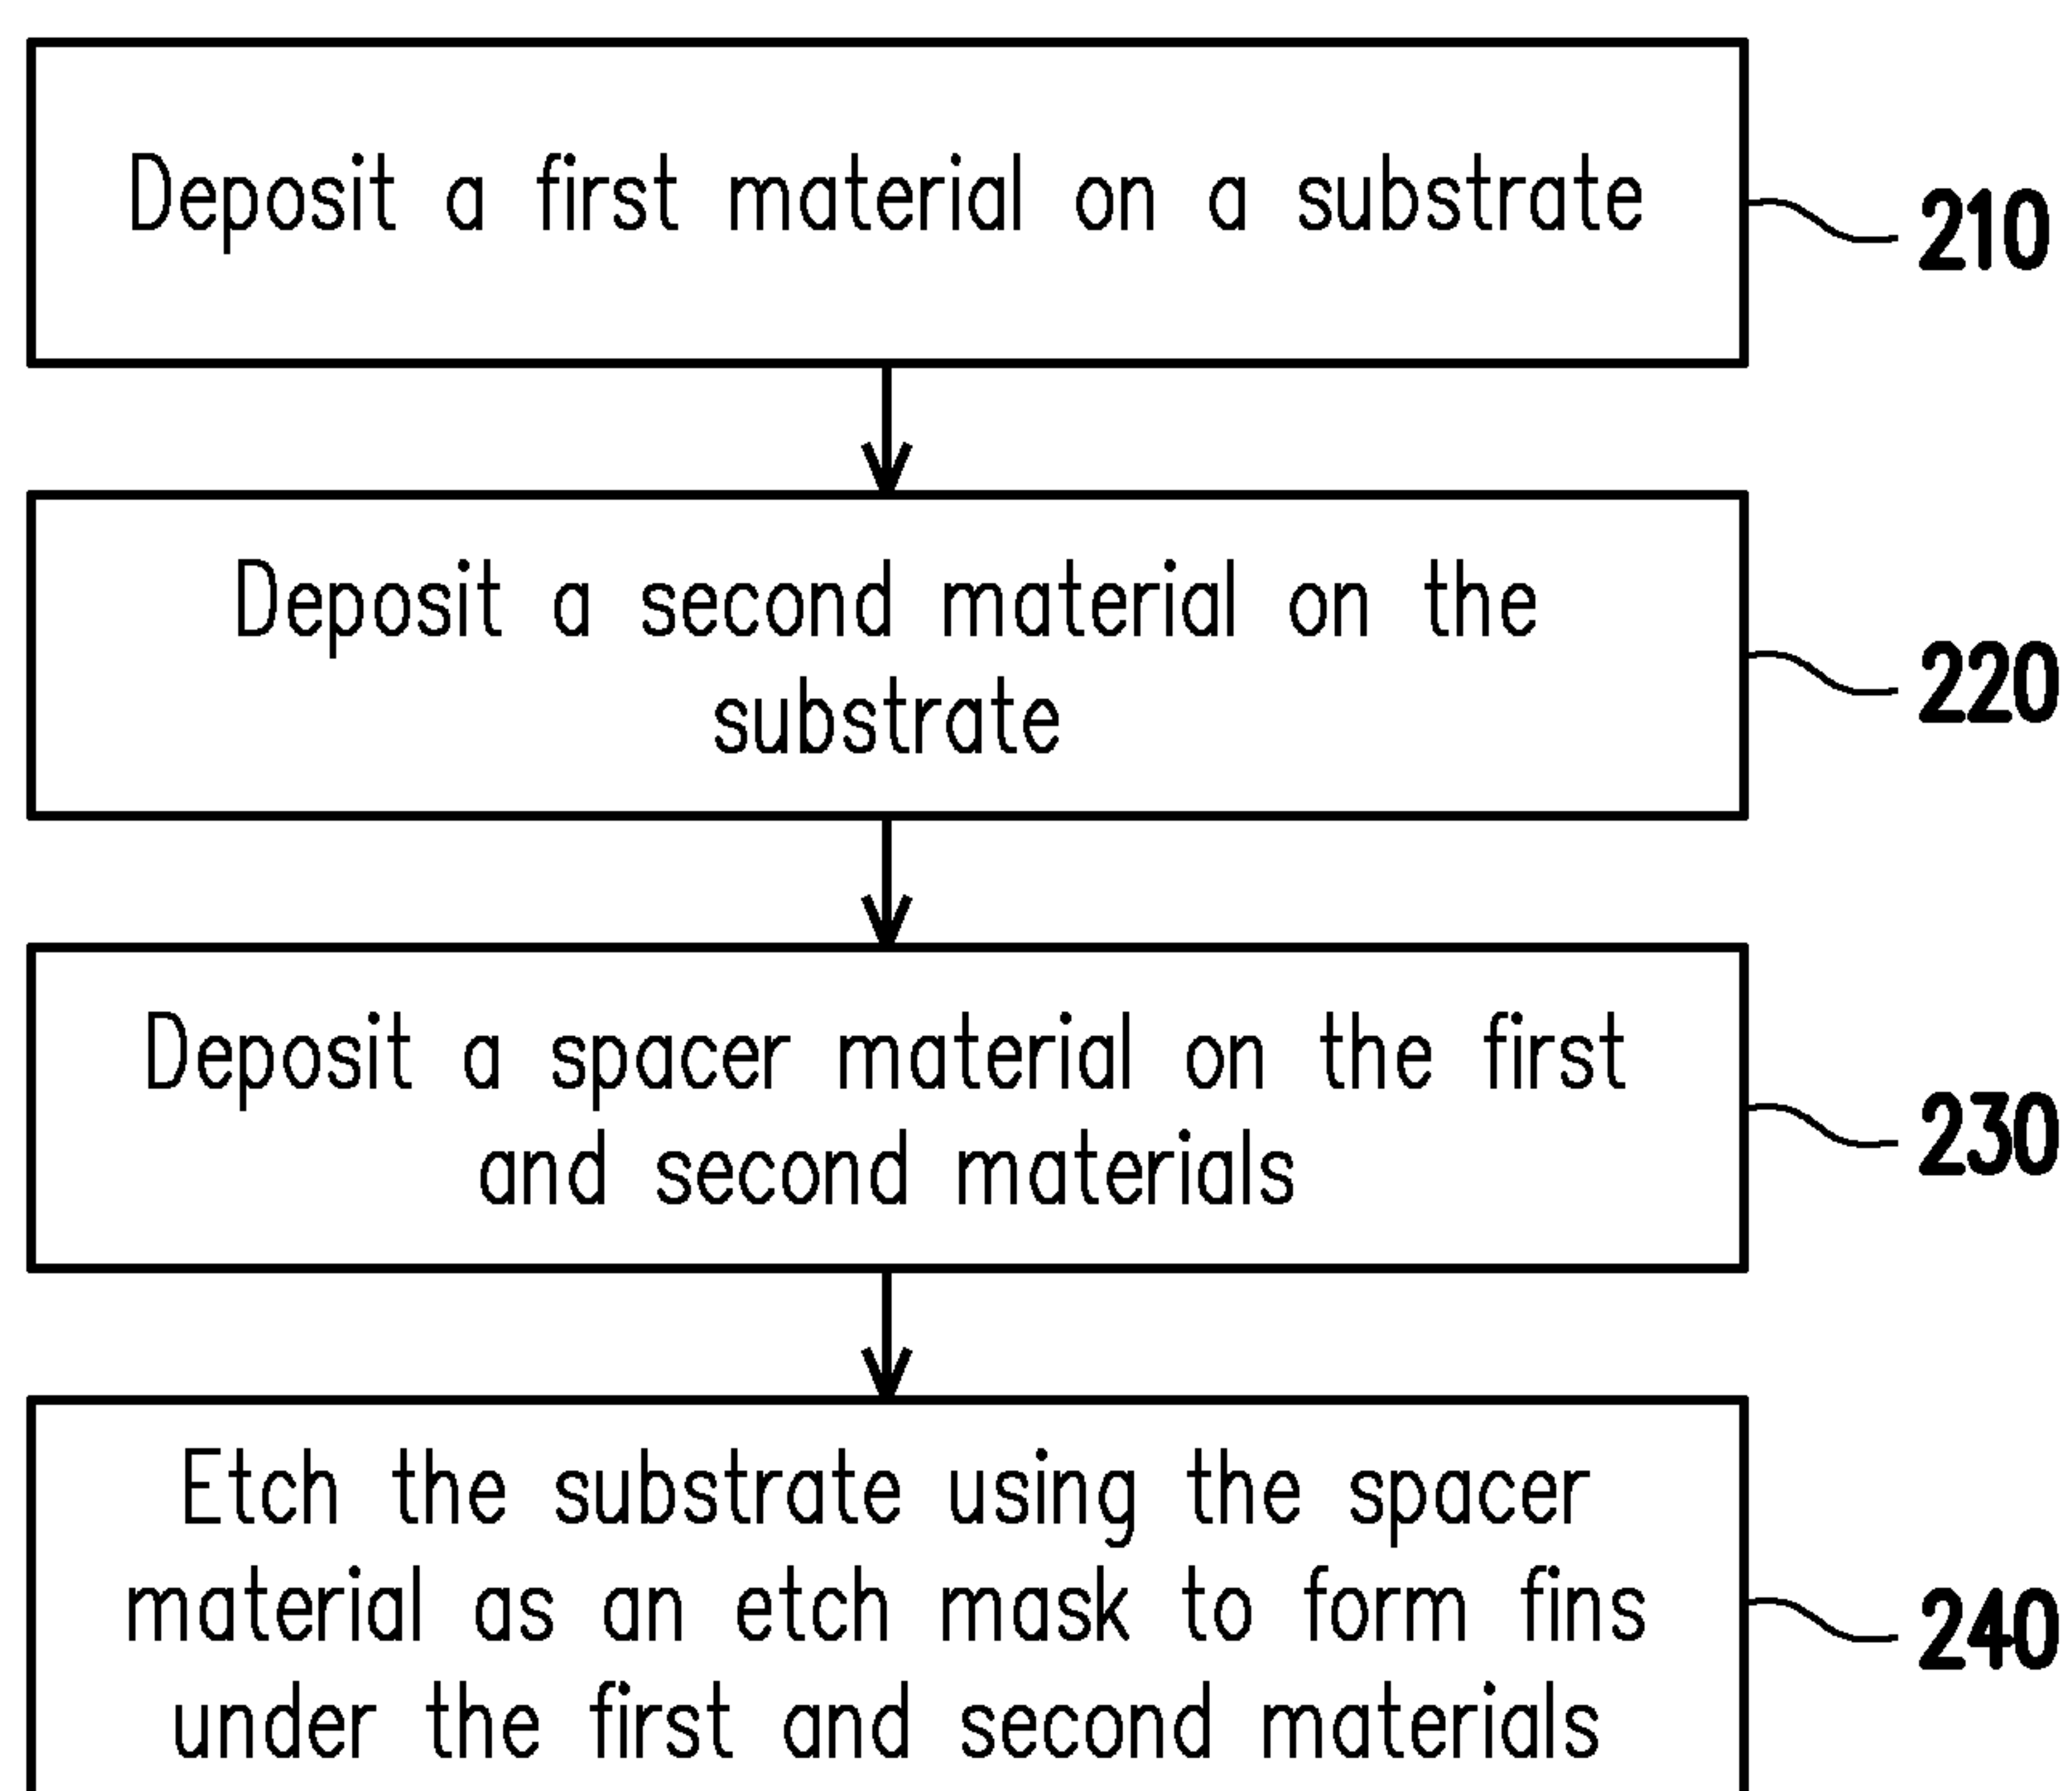 Deposit a first material on a substrate
210
Deposit a second material on the
substrate
220
Deposit a spacer material on the first
and second materials
230
Etch the substrate using the spacer
material as an etch mask to form fins
under the first and second materials
240